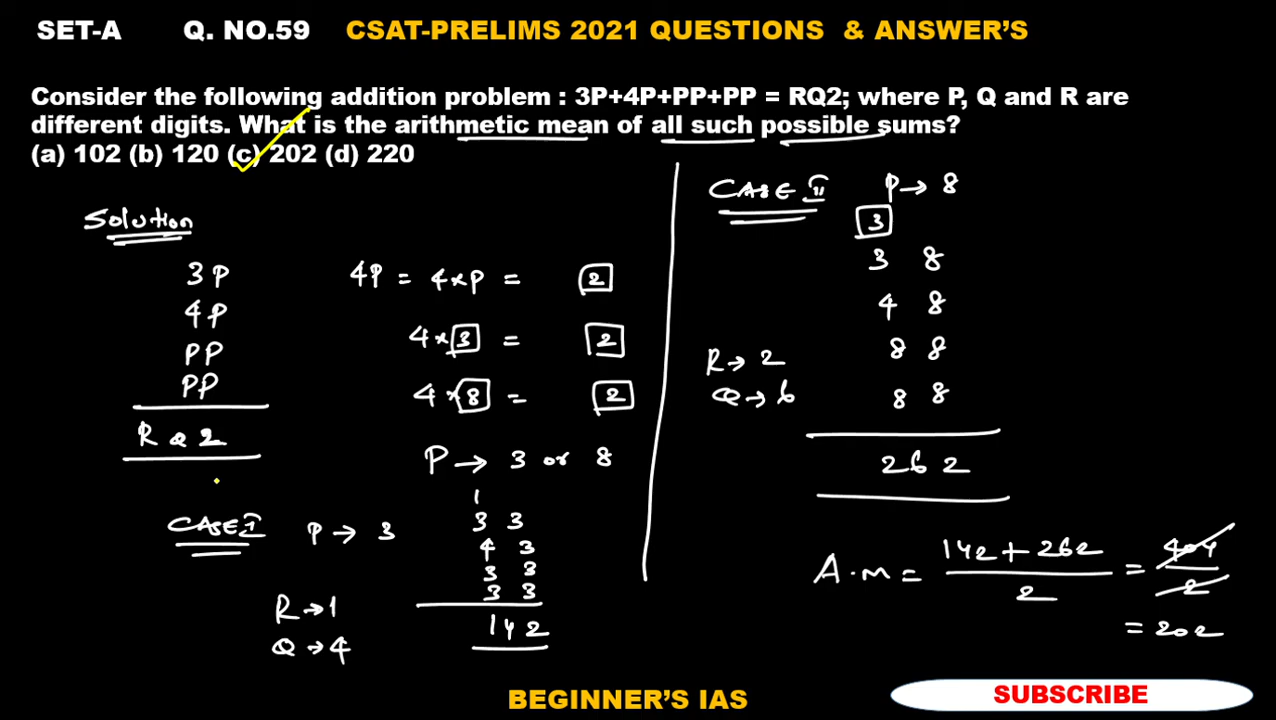 SET-A Q. NO.59 CSAT-PRELIMS 2021 QUESTIONS & ANSWER'S
Consider the following addition problem : 3P+4P+PP+PP = RQ2; where P, Q and R are
different digits. What is the arithmetic mean of all such possible sums?
(a) 102 (b) 120 (c) 202 (d) 220
Solution
3P
4P
PP
PP
RQ2
4P = 4×P = 2
4×3 = 2
4×8 = 2
P → 3 or 8
CASE I P → 3
1
3 3
4 3
3 3
3 3
142
R → 1
Q → 4
CASE II P → 8
3
3 8
4 8
8 8
8 8
262
R → 2
Q → 6
A.M = 142 + 262 / 2 = 404 / 2
= 202
BEGINNER'S IAS
SUBSCRIBE